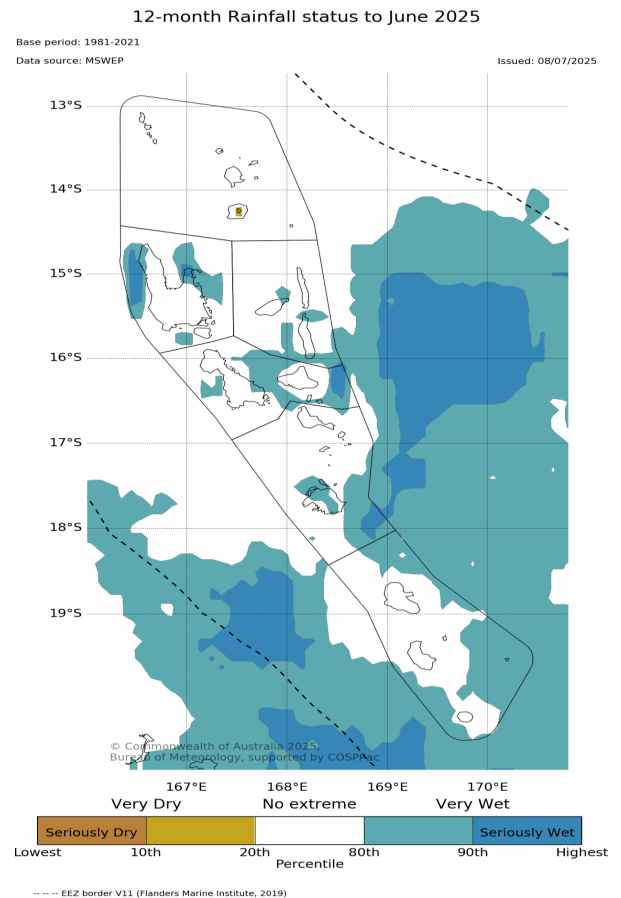 12-month Rainfall status to June 2025
Base period: 1981-2021
Data source: MSWEP
Issued: 08/07/2025
13°S
14°S
15°S
16°S
17°S
18°S
19°S
© Commonwealth of Australia 2025,
Bureau of Meteorology, supported by COSPPac
167°E 168°E 169°E 170°E
Very Dry No extreme Very Wet
Seriously Dry Seriously Wet
Lowest 10th 20th 80th 90th Highest
Percentile
-- -- -- EEZ border V11 (Flanders Marine Institute, 2019)